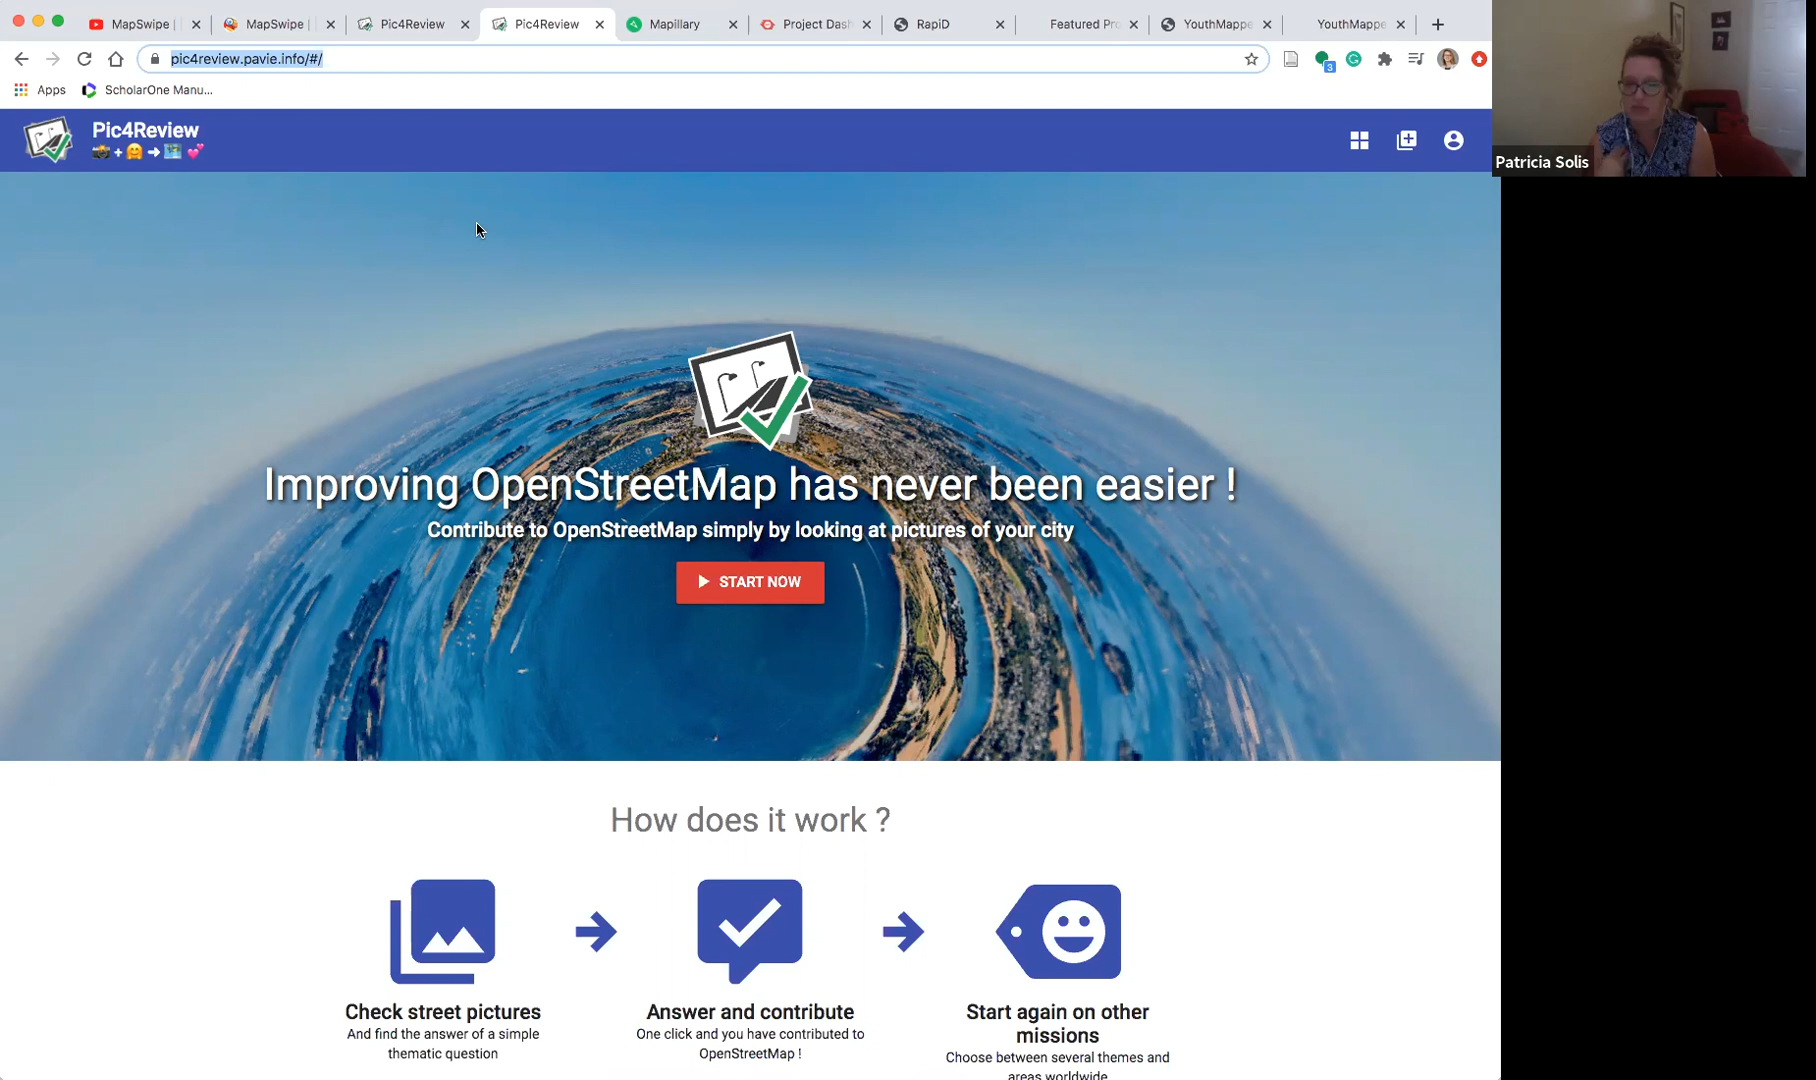 MapSwipe |
MapSwipe |
Pic4Review
Pic4Review
Mapillary
Project Dash
RapiD
Featured Pro
YouthMappe
YouthMappe
pic4review.pavie.info/#/
3
Apps
ScholarOne Manu...
Pic4Review
Patricia Solis
Improving OpenStreetMap has never been easier !
Contribute to OpenStreetMap simply by looking at pictures of your city
START NOW
How does it work ?
Check street pictures
And find the answer of a simple
thematic question
Answer and contribute
One click and you have contributed to
OpenStreetMap !
Start again on other
missions
Choose between several themes and
areas worldwide